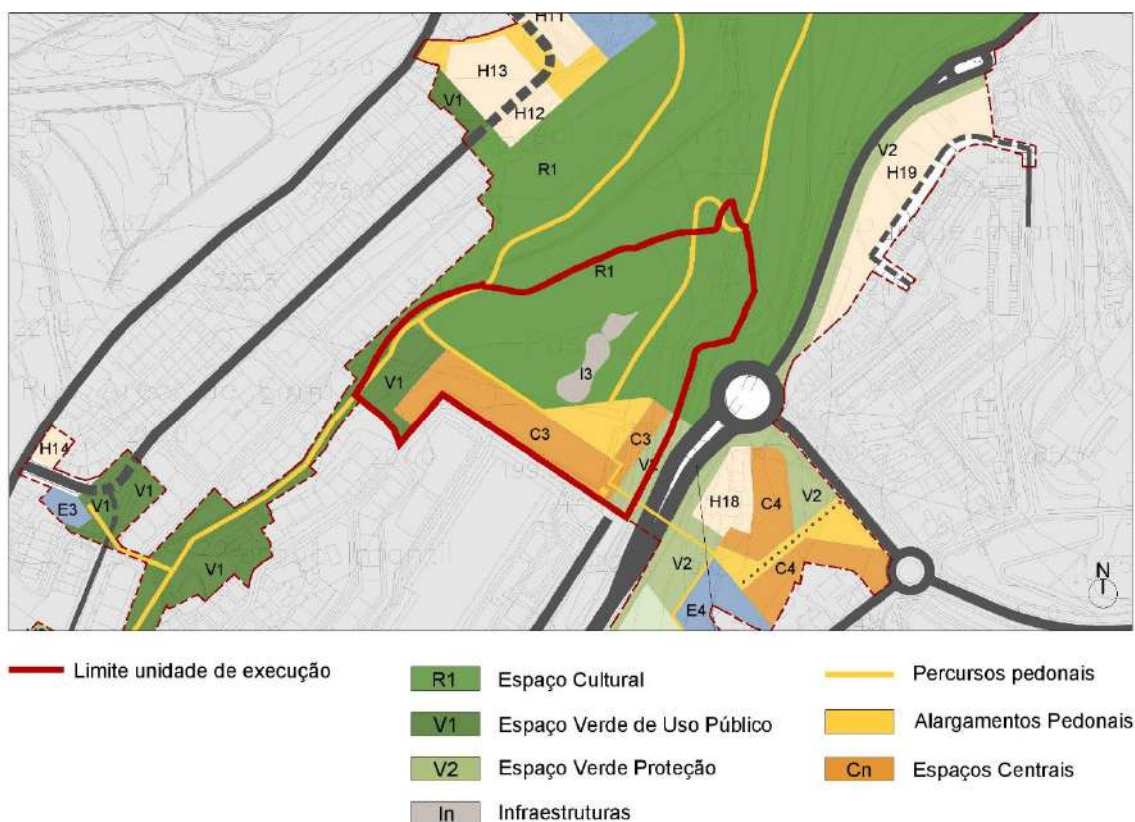 H11
H13
V1
H12
R1
V2
H19
R1
I3
V1
C3
C3
V2
H14
E3
V1
V1
V1
H18
C4
V2
V2
C4
E4
N
Limite unidade de execução
R1 Espaço Cultural
V1 Espaço Verde de Uso Público
V2 Espaço Verde Proteção
In Infraestruturas
Percursos pedonais
Alargamentos Pedonais
Cn Espaços Centrais